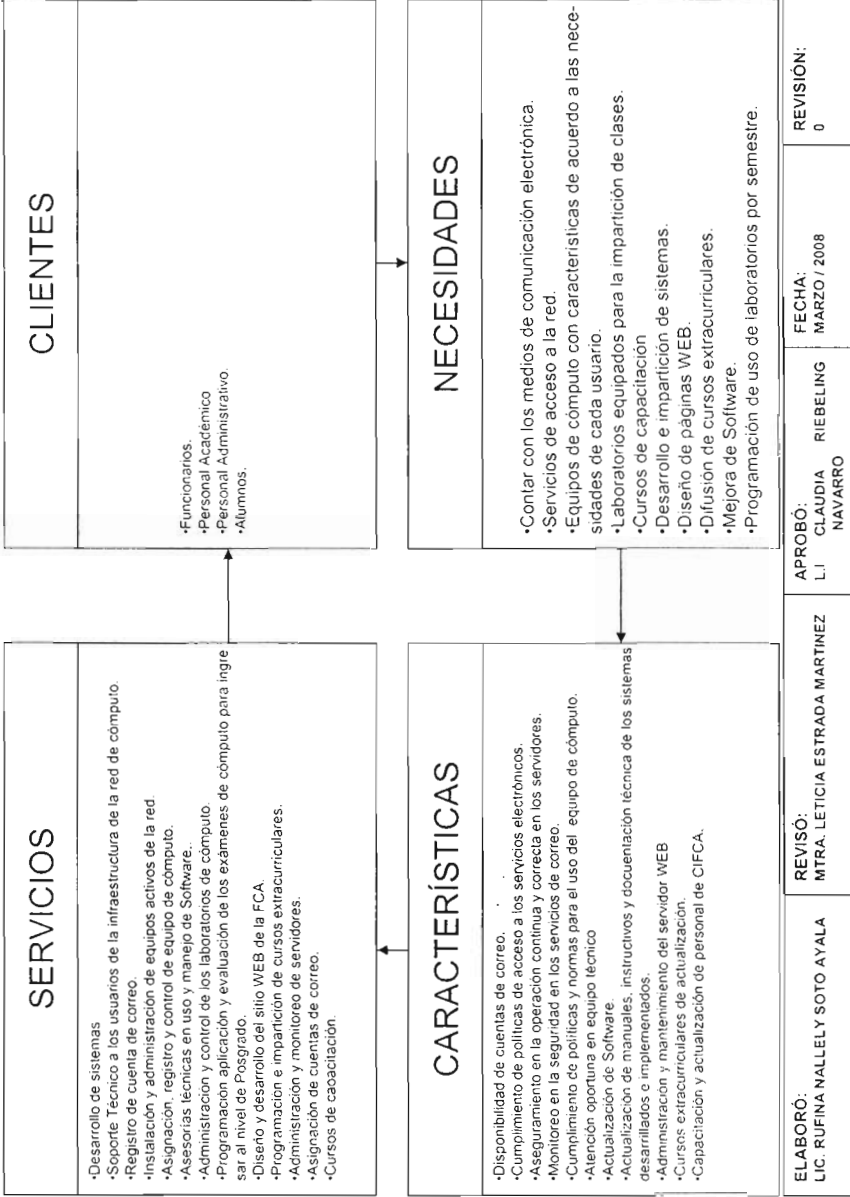 SERVICIOS
•Desarrollo de sistemas
•Soporte Técnico a los usuarios de la infraestructura de la red de cómputo.
•Registro de cuenta de correo.
•Instalación y administración de equipos activos de la red.
•Asignación, registro y control de equipo de cómputo.
•Asesorías técnicas en uso y manejo de Software..
•Administración y control de los laboratorios de cómputo.
•Programación aplicación y evaluación de los exámenes de cómputo para ingre
sar al nivel de Posgrado.
•Diseño y desarrollo del sitio WEB de la FCA.
•Programación e impartición de cursos extracurriculares.
•Administración y monitoreo de servidores.
•Asignación de cuentas de correo.
•Cursos de capacitación.
CLIENTES
•Funcionarios.
•Personal Académico
•Personal Administrativo.
•Alumnos.
CARACTERÍSTICAS
•Disponibilidad de cuentas de correo.
•Cumplimiento de políticas de acceso a los servicios electrónicos.
•Aseguramiento en la operación continua y correcta en los servidores.
•Monitoreo en la seguridad en los servicios de correo.
•Cumplimiento de políticas y normas para el uso del equipo de cómputo.
•Atención oportuna en equipo técnico
•Actualización de Software.
•Actualización de manuales, instructivos y docuentación técnica de los sistemas
desarrillados e implementados.
•Administración y mantenimiento del servidor WEB
•Cursos extracurriculares de actualización.
•Capacitación y actualización de personal de CIFCA.
NECESIDADES
•Contar con los medios de comunicación electrónica.
•Servicios de acceso a la red.
•Equipos de cómputo con características de acuerdo a las nece-
sidades de cada usuario.
•Laboratorios equipados para la impartición de clases.
•Cursos de capacitación
•Desarrollo e impartición de sistemas.
•Diseño de páginas WEB.
•Difusión de cursos extracurriculares.
•Mejora de Software.
•Programación de uso de laboratorios por semestre.
ELABORÓ:
LIC. RUFINA NALLELY SOTO AYALA
REVISÓ:
MTRA. LETICIA ESTRADA MARTINEZ
APROBÓ:
L.I CLAUDIA RIEBELING
NAVARRO
FECHA:
MARZO / 2008
REVISIÓN:
0